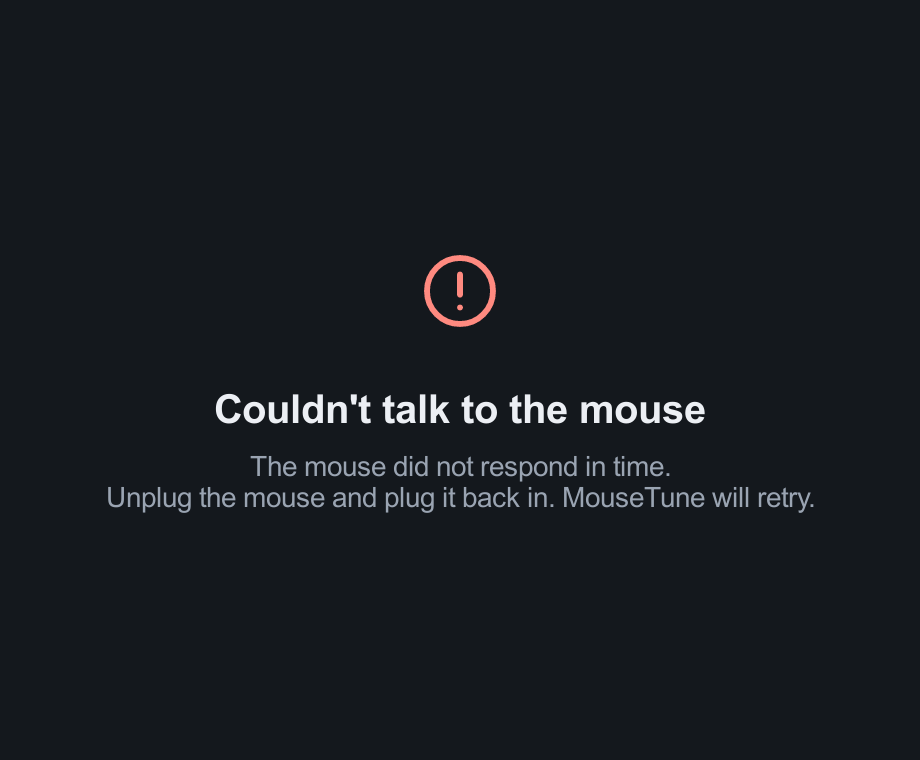 Couldn't talk to the mouse
The mouse did not respond in time.
Unplug the mouse and plug it back in. MouseTune will retry.